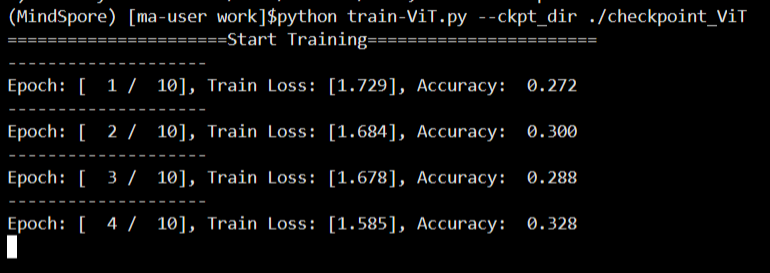 (MindSpore) [ma-user work]$python train-ViT.py --ckpt_dir ./checkpoint_ViT
======================Start Training=======================
--------------------
Epoch: [  1 /  10], Train Loss: [1.729], Accuracy:  0.272
--------------------
Epoch: [  2 /  10], Train Loss: [1.684], Accuracy:  0.300
--------------------
Epoch: [  3 /  10], Train Loss: [1.678], Accuracy:  0.288
--------------------
Epoch: [  4 /  10], Train Loss: [1.585], Accuracy:  0.328